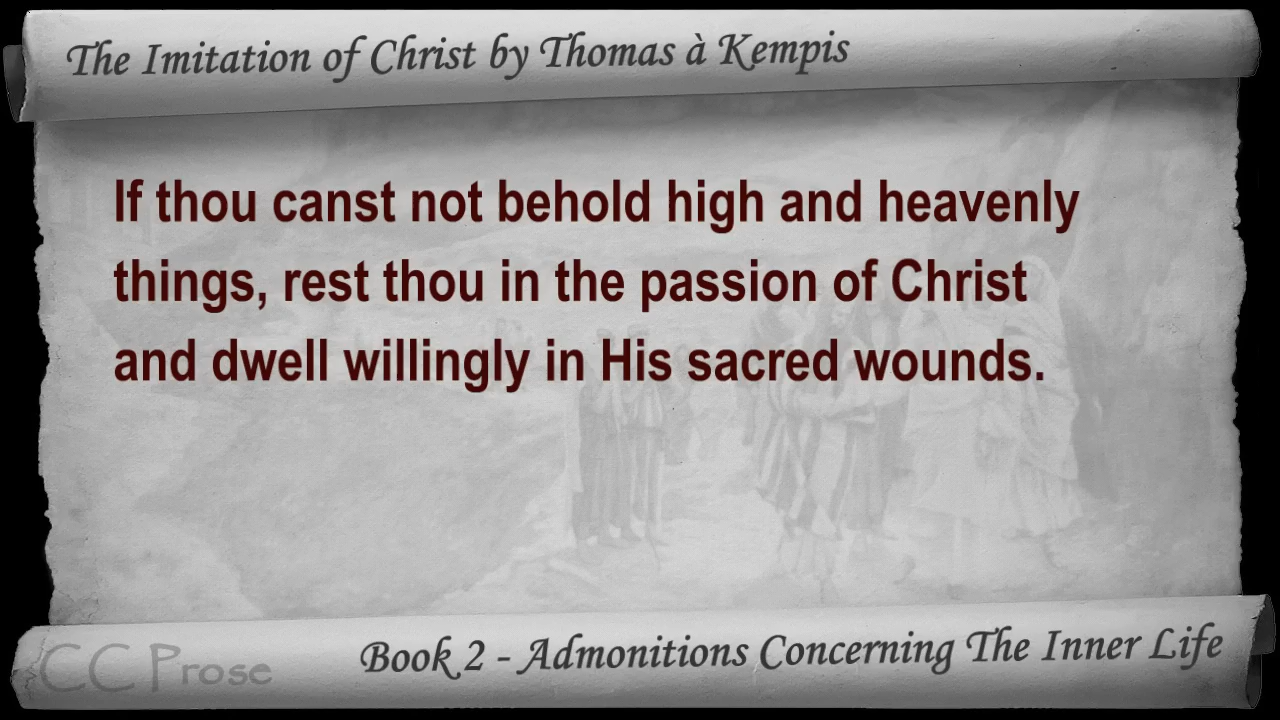 The Imitation of Christ by Thomas à Kempis
If thou canst not behold high and heavenly
things, rest thou in the passion of Christ
and dwell willingly in His sacred wounds.
CC Prose
Book 2 - Admonitions Concerning The Inner Life